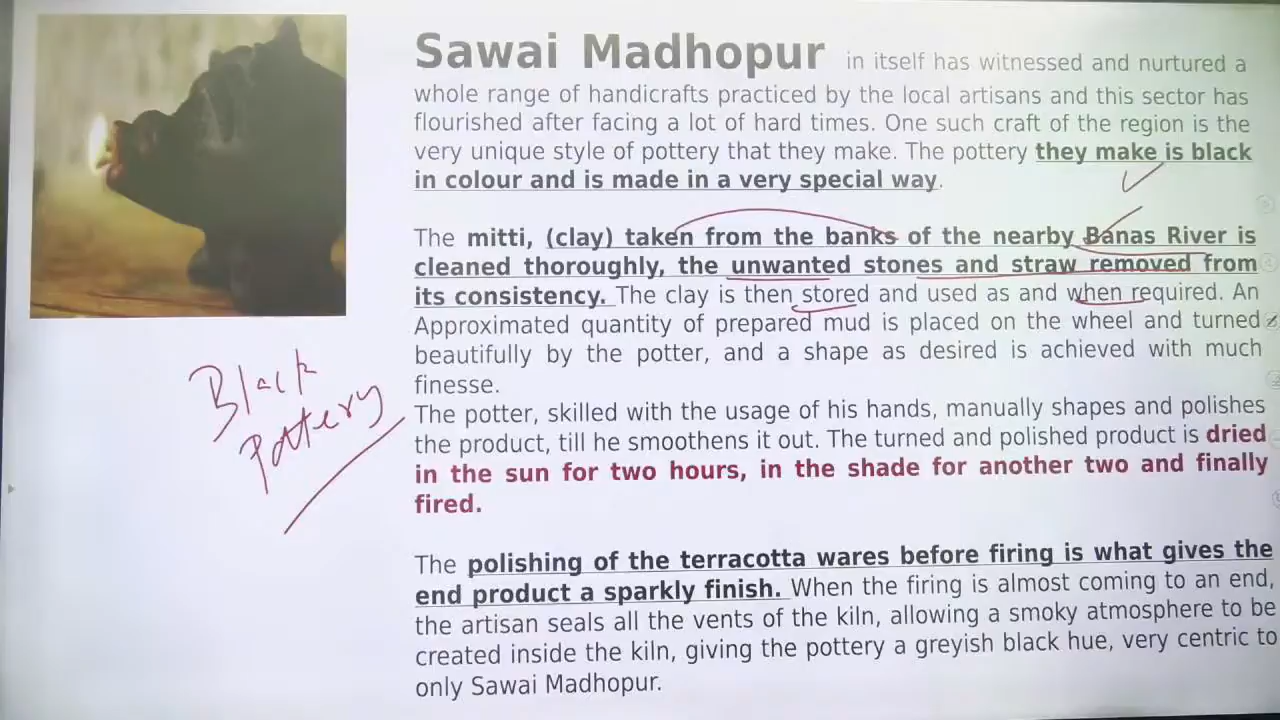 Sawai Madhopur in itself has witnessed and nurtured a
whole range of handicrafts practiced by the local artisans and this sector has
flourished after facing a lot of hard times. One such craft of the region is the
very unique style of pottery that they make. The pottery they make is black
in colour and is made in a very special way.
The mitti, (clay) taken from the banks of the nearby Banas River is
cleaned thoroughly, the unwanted stones and straw removed from
its consistency. The clay is then stored and used as and when required. An
Approximated quantity of prepared mud is placed on the wheel and turned
beautifully by the potter, and a shape as desired is achieved with much
finesse.
The potter, skilled with the usage of his hands, manually shapes and polishes
the product, till he smoothens it out. The turned and polished product is dried
in the sun for two hours, in the shade for another two and finally
fired.
The polishing of the terracotta wares before firing is what gives the
end product a sparkly finish. When the firing is almost coming to an end,
the artisan seals all the vents of the kiln, allowing a smoky atmosphere to be
created inside the kiln, giving the pottery a greyish black hue, very centric to
only Sawai Madhopur.
Black
Pottery